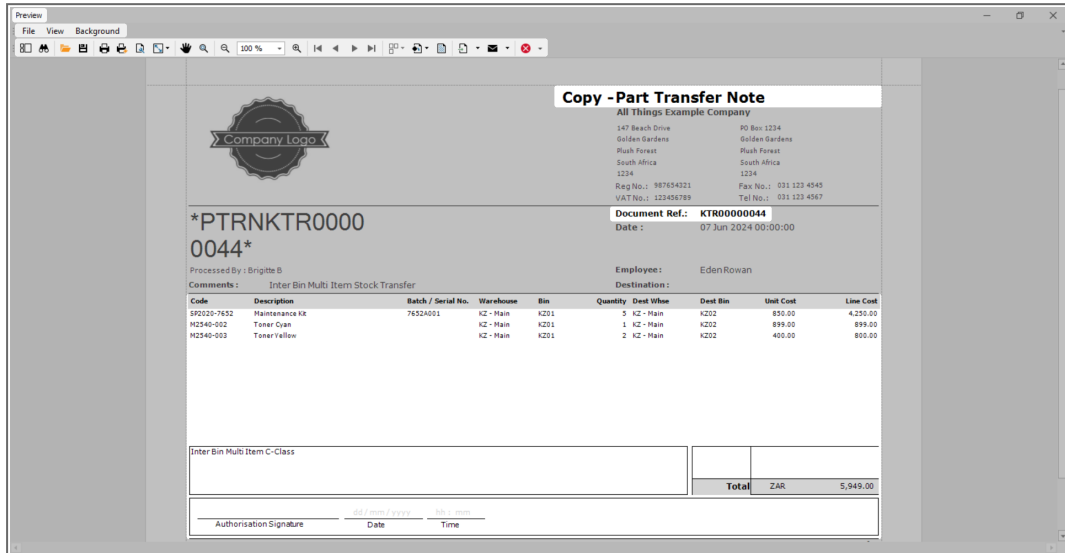 Preview
File View Background
100 %
Copy -Part Transfer Note
Company Logo
All Things Example Company
147 Beach Drive PO Box 1234
Golden Gardens Golden Gardens
Plush Forest Plush Forest
South Africa South Africa
1234 1234
Reg No.: 987654321 Fax No.: 031 123 4545
VAT No.: 123456789 Tel No.: 031 123 4567
*PTRNKTR0000
0044*
Document Ref.: KTR00000044
Date : 07 Jun 2024 00:00:00
Processed By : Brigitte B
Employee: Eden Rowan
Comments: Inter Bin Multi Item Stock Transfer Destination:
Code Description Batch / Serial No. Warehouse Bin Quantity Dest Whse Dest Bin Unit Cost Line Cost
SP2020-7652 Maintenance Kit 7652A001 KZ - Main KZ01 5 KZ - Main KZ02 850.00 4,250.00
M2540-002 Toner Cyan KZ - Main KZ01 1 KZ - Main KZ02 899.00 899.00
M2540-003 Toner Yellow KZ - Main KZ01 2 KZ - Main KZ02 400.00 800.00
Inter Bin Multi Item C-Class
Total ZAR 5,949.00
dd / mm / yyyy hh : mm
Authorisation Signature Date Time